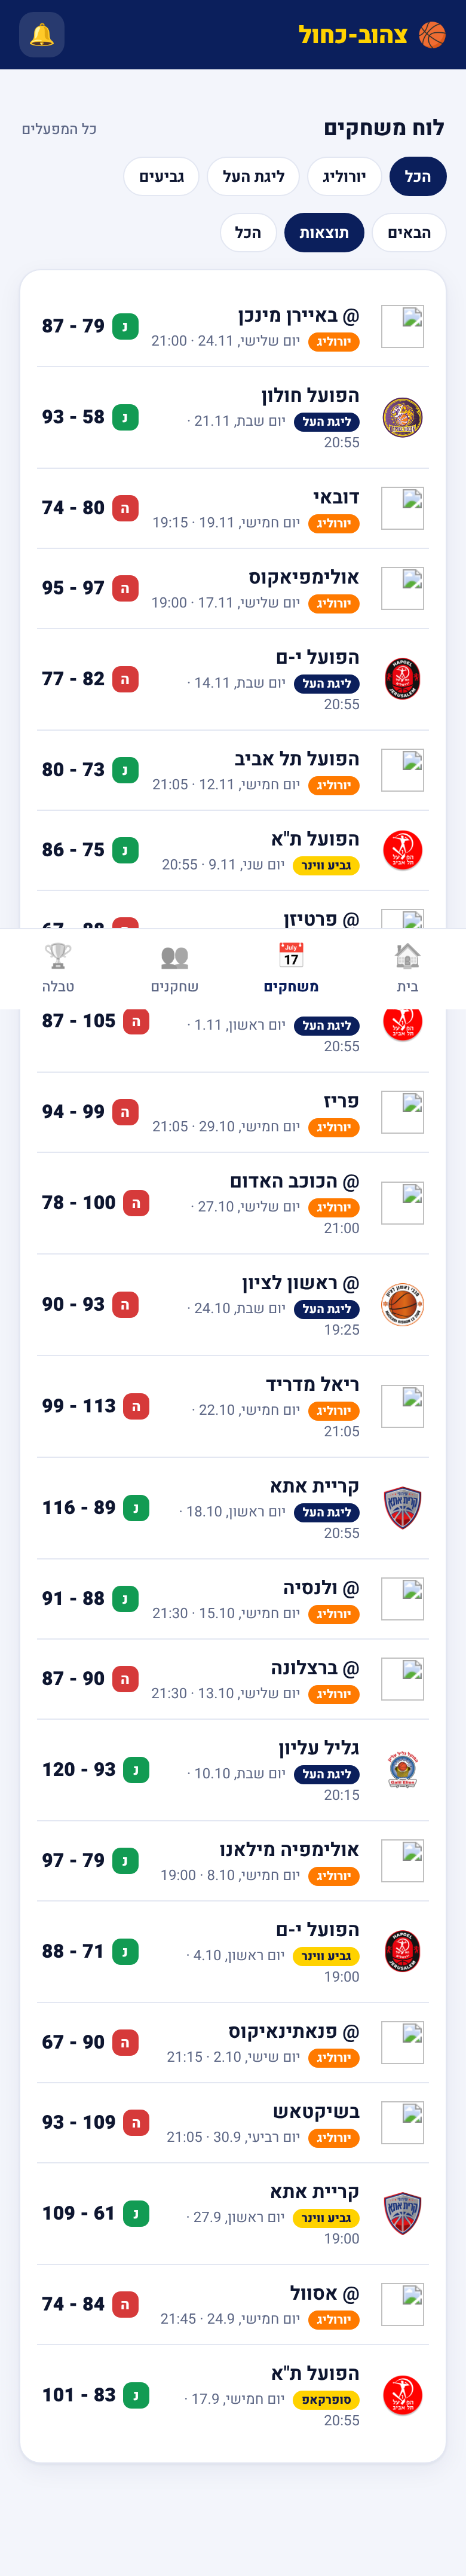 צהוב-כחול
לוח משחקים
כל המפעלים
הכל יורוליג ליגת העל גביעים
הבאים תוצאות הכל
@ באיירן מינכן
יורוליג יום שלישי, 24.11 · 21:00
נ 87 - 79
הפועל חולון
ליגת העל יום שבת, 21.11 ·
20:55
נ 93 - 58
דובאי
יורוליג יום חמישי, 19.11 · 19:15
ה 74 - 80
אולימפיאקוס
יורוליג יום שלישי, 17.11 · 19:00
ה 95 - 97
הפועל י-ם
ליגת העל יום שבת, 14.11 ·
20:55
ה 77 - 82
הפועל תל אביב
יורוליג יום חמישי, 12.11 · 21:05
נ 80 - 73
הפועל ת"א
גביע ווינר יום שני, 9.11 · 20:55
נ 86 - 75
@ פרטיזן
בית
משחקים
שחקנים
טבלה
ליגת העל יום ראשון, 1.11 ·
20:55
ה 87 - 105
פריז
יורוליג יום חמישי, 29.10 · 21:05
ה 94 - 99
@ הכוכב האדום
יורוליג יום שלישי, 27.10 ·
21:00
ה 78 - 100
@ ראשון לציון
ליגת העל יום שבת, 24.10 ·
19:25
ה 90 - 93
ריאל מדריד
יורוליג יום חמישי, 22.10 ·
21:05
ה 99 - 113
קריית אתא
ליגת העל יום ראשון, 18.10 ·
20:55
נ 116 - 89
@ ולנסיה
יורוליג יום חמישי, 15.10 · 21:30
נ 91 - 88
@ ברצלונה
יורוליג יום שלישי, 13.10 · 21:30
ה 87 - 90
גליל עליון
ליגת העל יום שבת, 10.10 ·
20:15
נ 120 - 93
אולימפיה מילאנו
יורוליג יום חמישי, 8.10 · 19:00
נ 97 - 79
הפועל י-ם
גביע ווינר יום ראשון, 4.10 ·
19:00
נ 88 - 71
@ פנאתינאיקוס
יורוליג יום שישי, 2.10 · 21:15
ה 67 - 90
בשיקטאש
יורוליג יום רביעי, 30.9 · 21:05
ה 93 - 109
קריית אתא
גביע ווינר יום ראשון, 27.9 ·
19:00
נ 109 - 61
@ אסוול
יורוליג יום חמישי, 24.9 · 21:45
ה 74 - 84
הפועל ת"א
סופרקאפ יום חמישי, 17.9 ·
20:55
נ 101 - 83